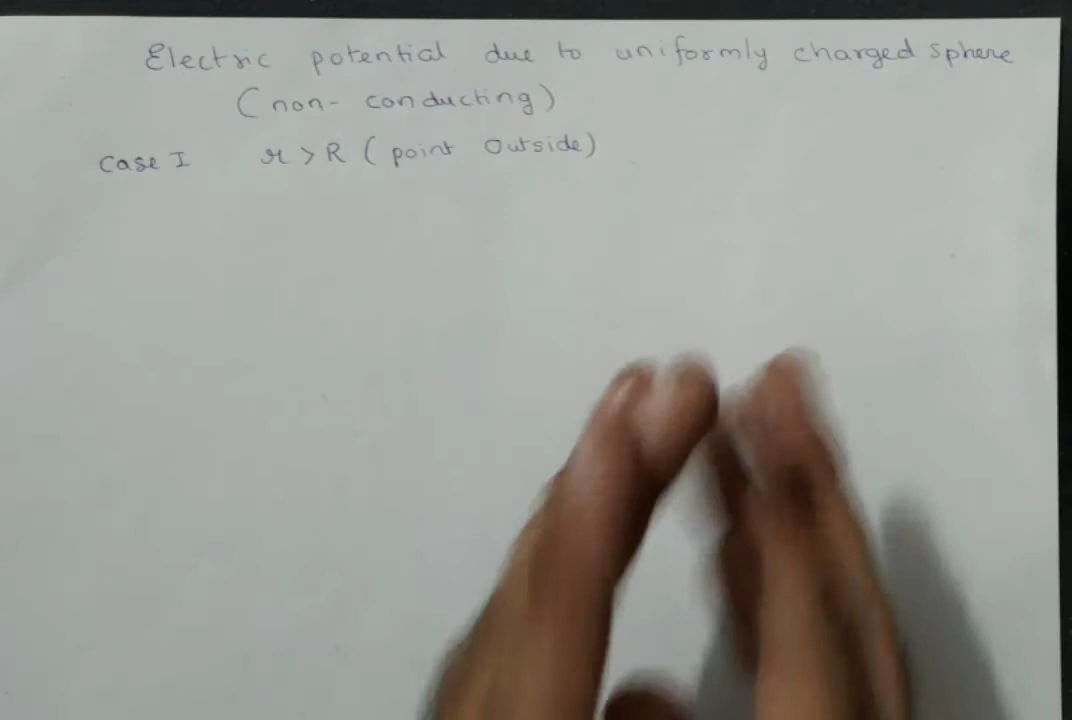 Electric potential due to uniformly charged sphere
(non-conducting)
Case I r > R (point outside)